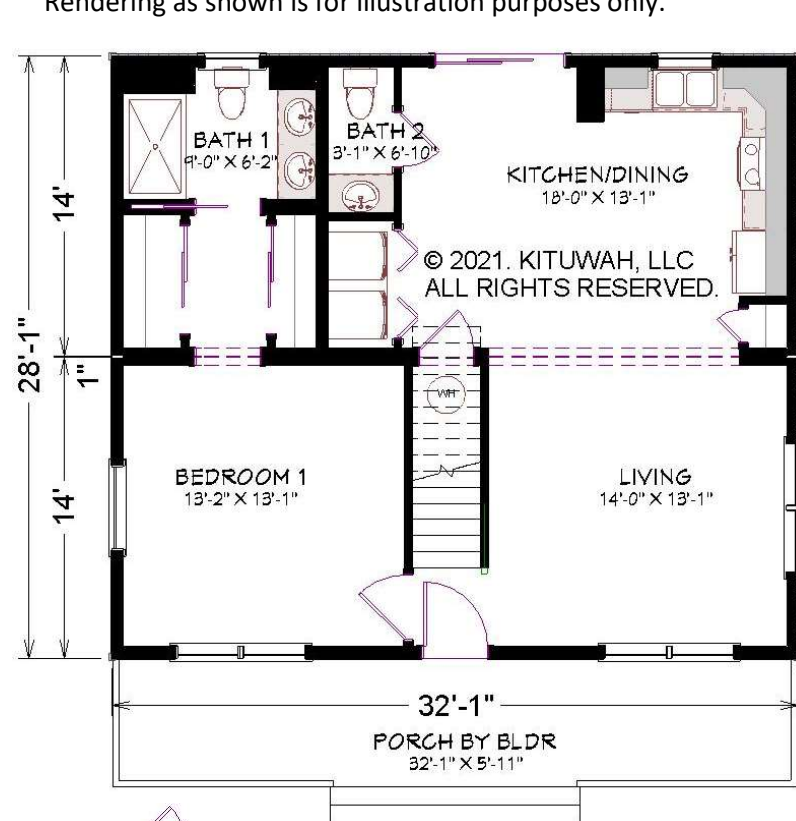 Rendering as shown is for illustration purposes only.
BATH 1
9'-0" X 6'-2"
BATH 2
3'-1" X 6'-10"
KITCHEN/DINING
18'-0" X 13'-1"
14'
© 2021. KITUWAH, LLC
ALL RIGHTS RESERVED.
28'-1"
1"
WH
BEDROOM 1
13'-2" X 13'-1"
LIVING
14'-0" X 13'-1"
14'
32'-1"
PORCH BY BLDR
32'-1" X 5'-11"